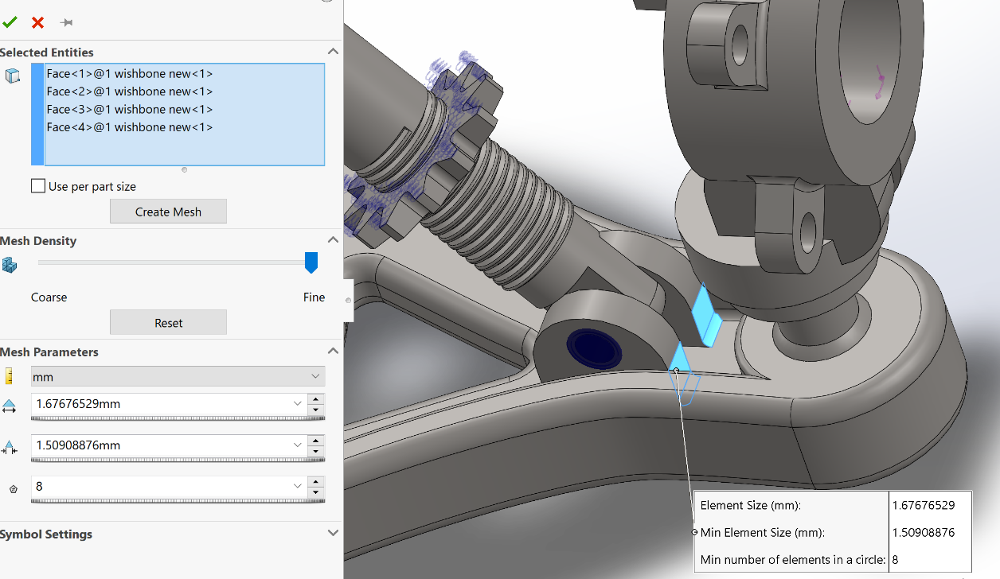 Selected Entities
Face<1>@1 wishbone new<1>
Face<2>@1 wishbone new<1>
Face<3>@1 wishbone new<1>
Face<4>@1 wishbone new<1>
Use per part size
Create Mesh
Mesh Density
Coarse Fine
Reset
Mesh Parameters
mm
1.67676529mm
1.50908876mm
8
Symbol Settings
Element Size (mm): 1.67676529
Min Element Size (mm): 1.50908876
Min number of elements in a circle: 8